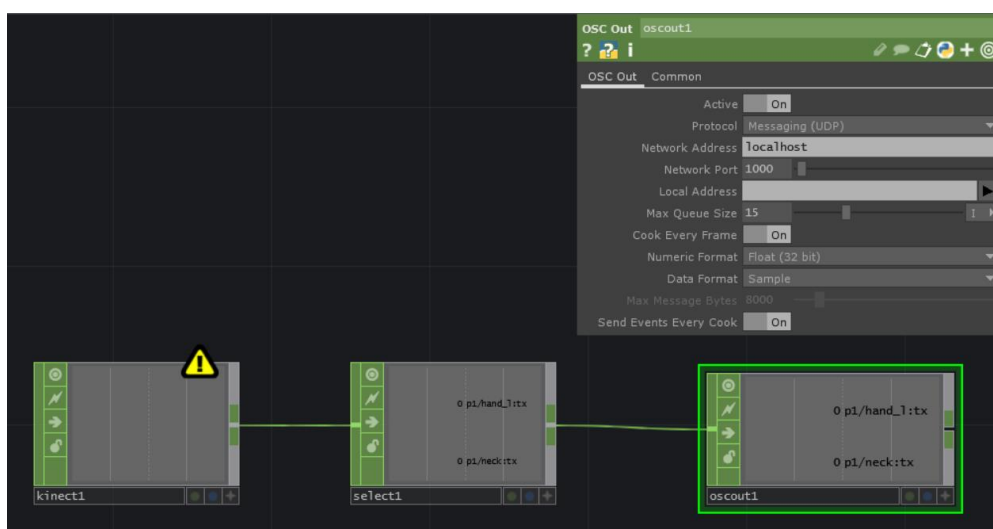 OSC Out oscout1
? ? i
OSC Out Common
Active On
Protocol Messaging (UDP)
Network Address localhost
Network Port 1000
Local Address
Max Queue Size 15
Cook Every Frame On
Numeric Format Float (32 bit)
Data Format Sample
Max Message Bytes 8000
Send Events Every Cook On
0 p1/hand_l:tx
0 p1/neck:tx
kinect1
0 p1/hand_l:tx
0 p1/neck:tx
select1
oscout1